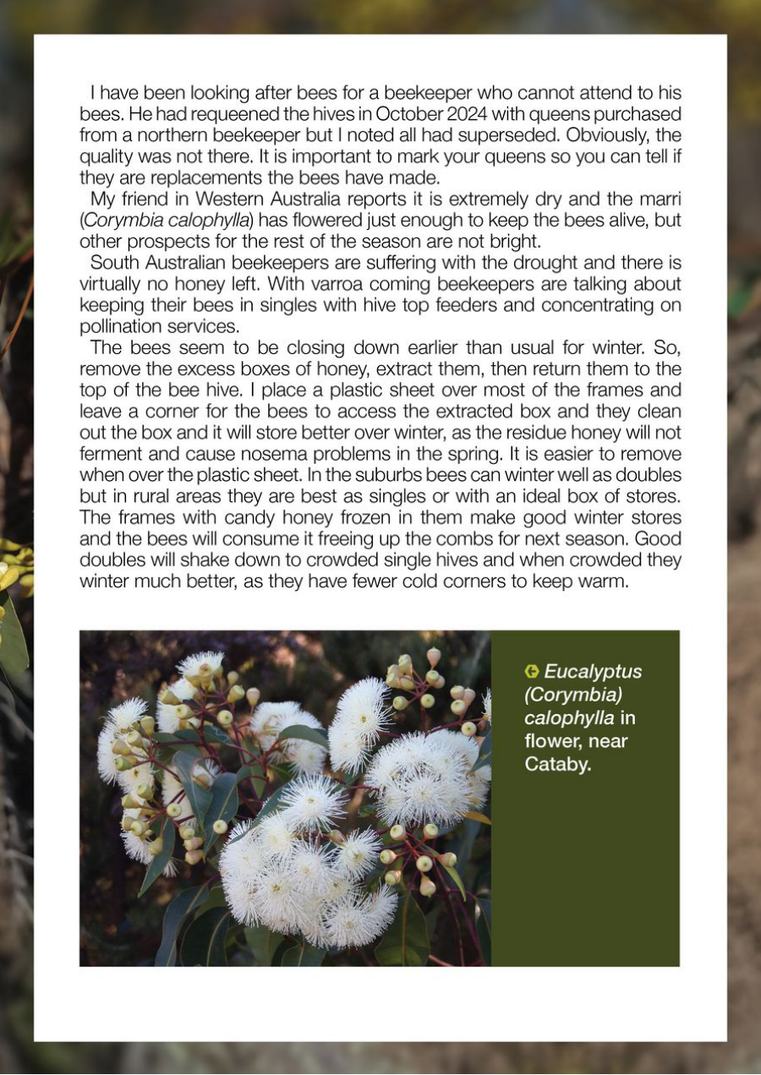 I have been looking after bees for a beekeeper who cannot attend to his
bees. He had requeened the hives in October 2024 with queens purchased
from a northern beekeeper but I noted all had superseded. Obviously, the
quality was not there. It is important to mark your queens so you can tell if
they are replacements the bees have made.
My friend in Western Australia reports it is extremely dry and the marri
(Corymbia calophylla) has flowered just enough to keep the bees alive, but
other prospects for the rest of the season are not bright.
South Australian beekeepers are suffering with the drought and there is
virtually no honey left. With varroa coming beekeepers are talking about
keeping their bees in singles with hive top feeders and concentrating on
pollination services.
The bees seem to be closing down earlier than usual for winter. So,
remove the excess boxes of honey, extract them, then return them to the
top of the bee hive. I place a plastic sheet over most of the frames and
leave a corner for the bees to access the extracted box and they clean
out the box and it will store better over winter, as the residue honey will not
ferment and cause nosema problems in the spring. It is easier to remove
when over the plastic sheet. In the suburbs bees can winter well as doubles
but in rural areas they are best as singles or with an ideal box of stores.
The frames with candy honey frozen in them make good winter stores
and the bees will consume it freeing up the combs for next season. Good
doubles will shake down to crowded single hives and when crowded they
winter much better, as they have fewer cold corners to keep warm.
Eucalyptus
(Corymbia)
calophylla in
flower, near
Cataby.